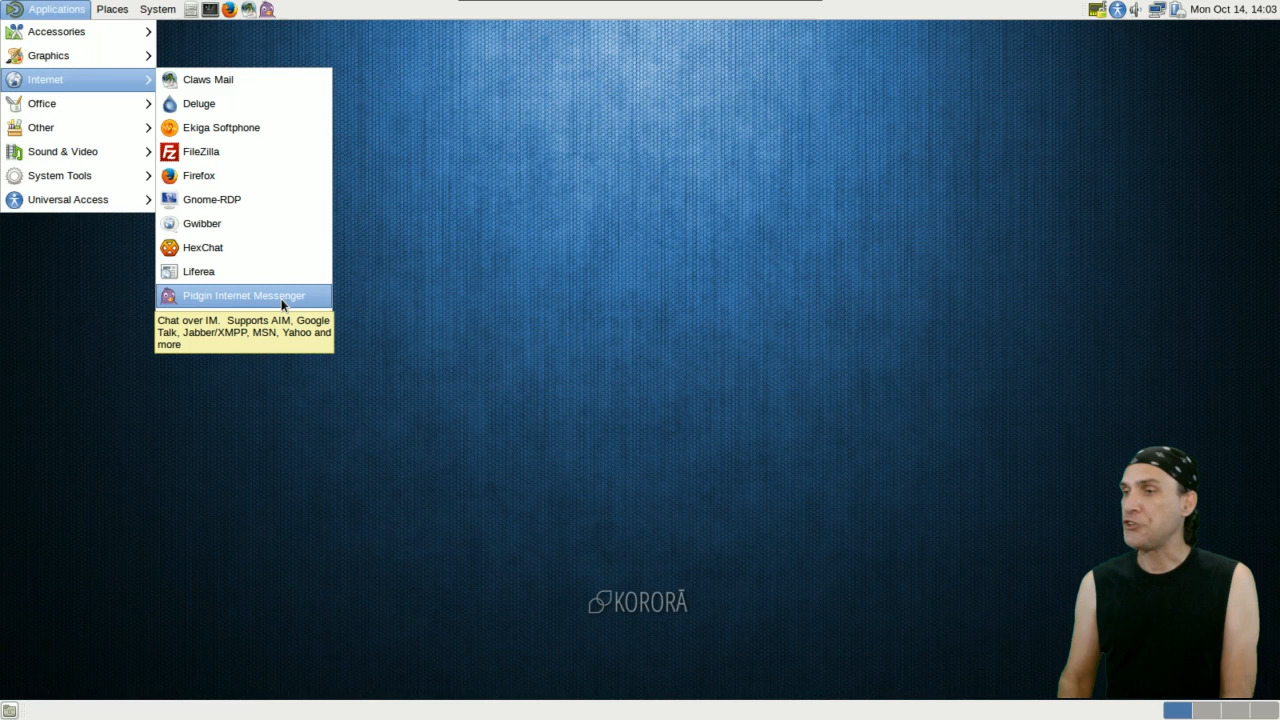 Applications Places System Mon Oct 14, 14:03
Accessories
Graphics
Internet
Office
Other
Sound & Video
System Tools
Universal Access
Claws Mail
Deluge
Ekiga Softphone
FileZilla
Firefox
Gnome-RDP
Gwibber
HexChat
Liferea
Pidgin Internet Messenger
Chat over IM. Supports AIM, Google
Talk, Jabber/XMPP, MSN, Yahoo and
more
KORORĀ